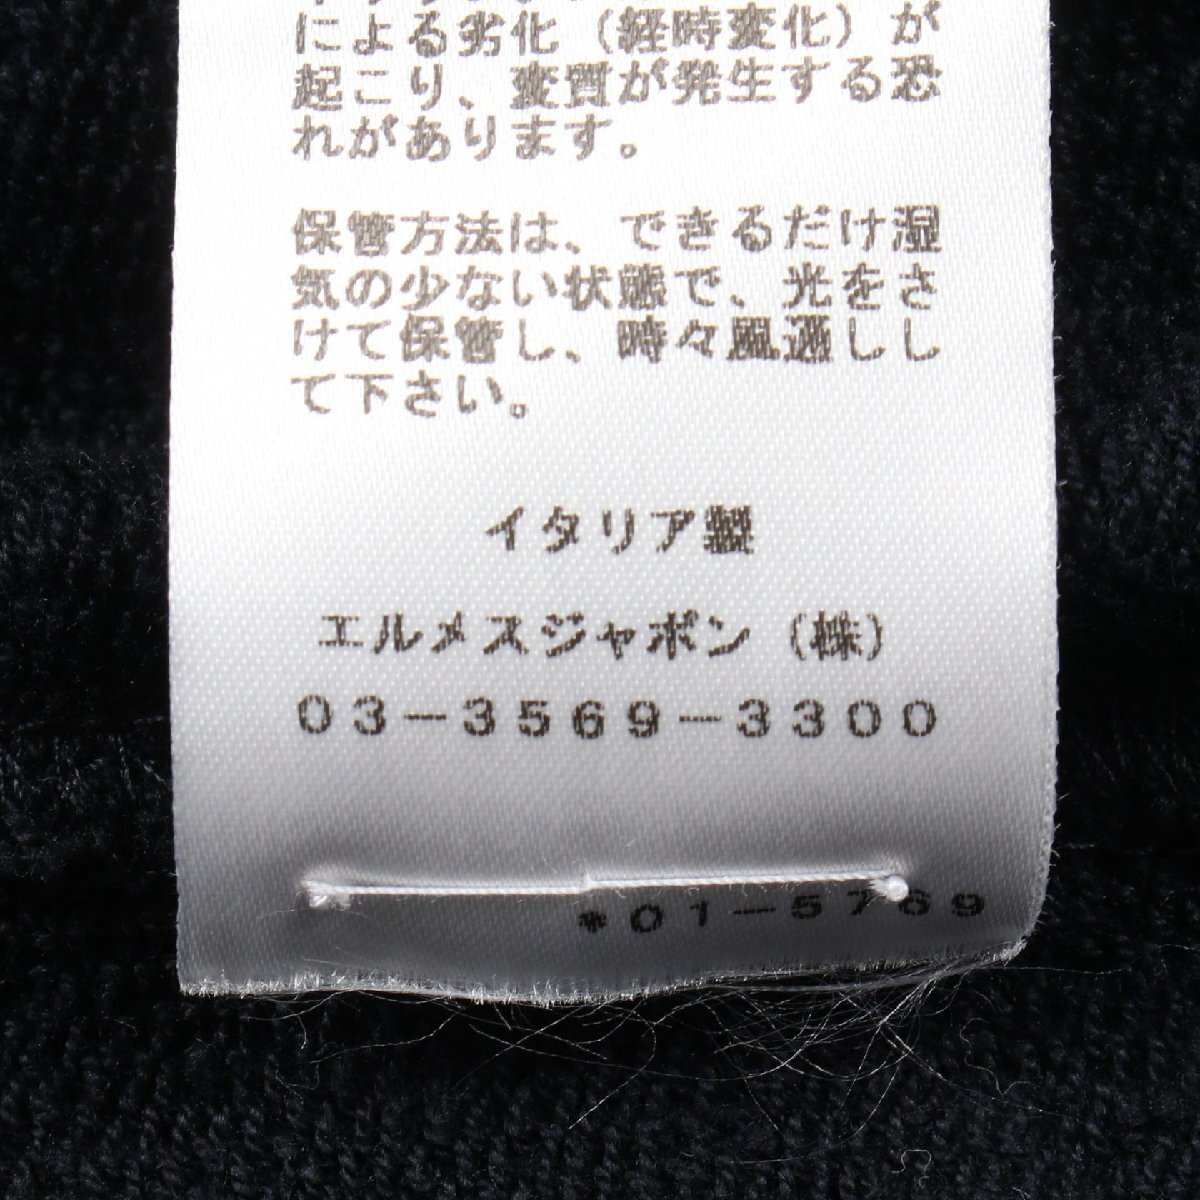 による劣化（経時変化）が
起こり、変質が発生する恐
れがあります。
保管方法は、できるだけ湿
気の少ない状態で、光をさ
けて保管し、時々風通しし
て下さい。
イタリア製
エルメスジャポン（株）
03-3569-3300
*01-5769